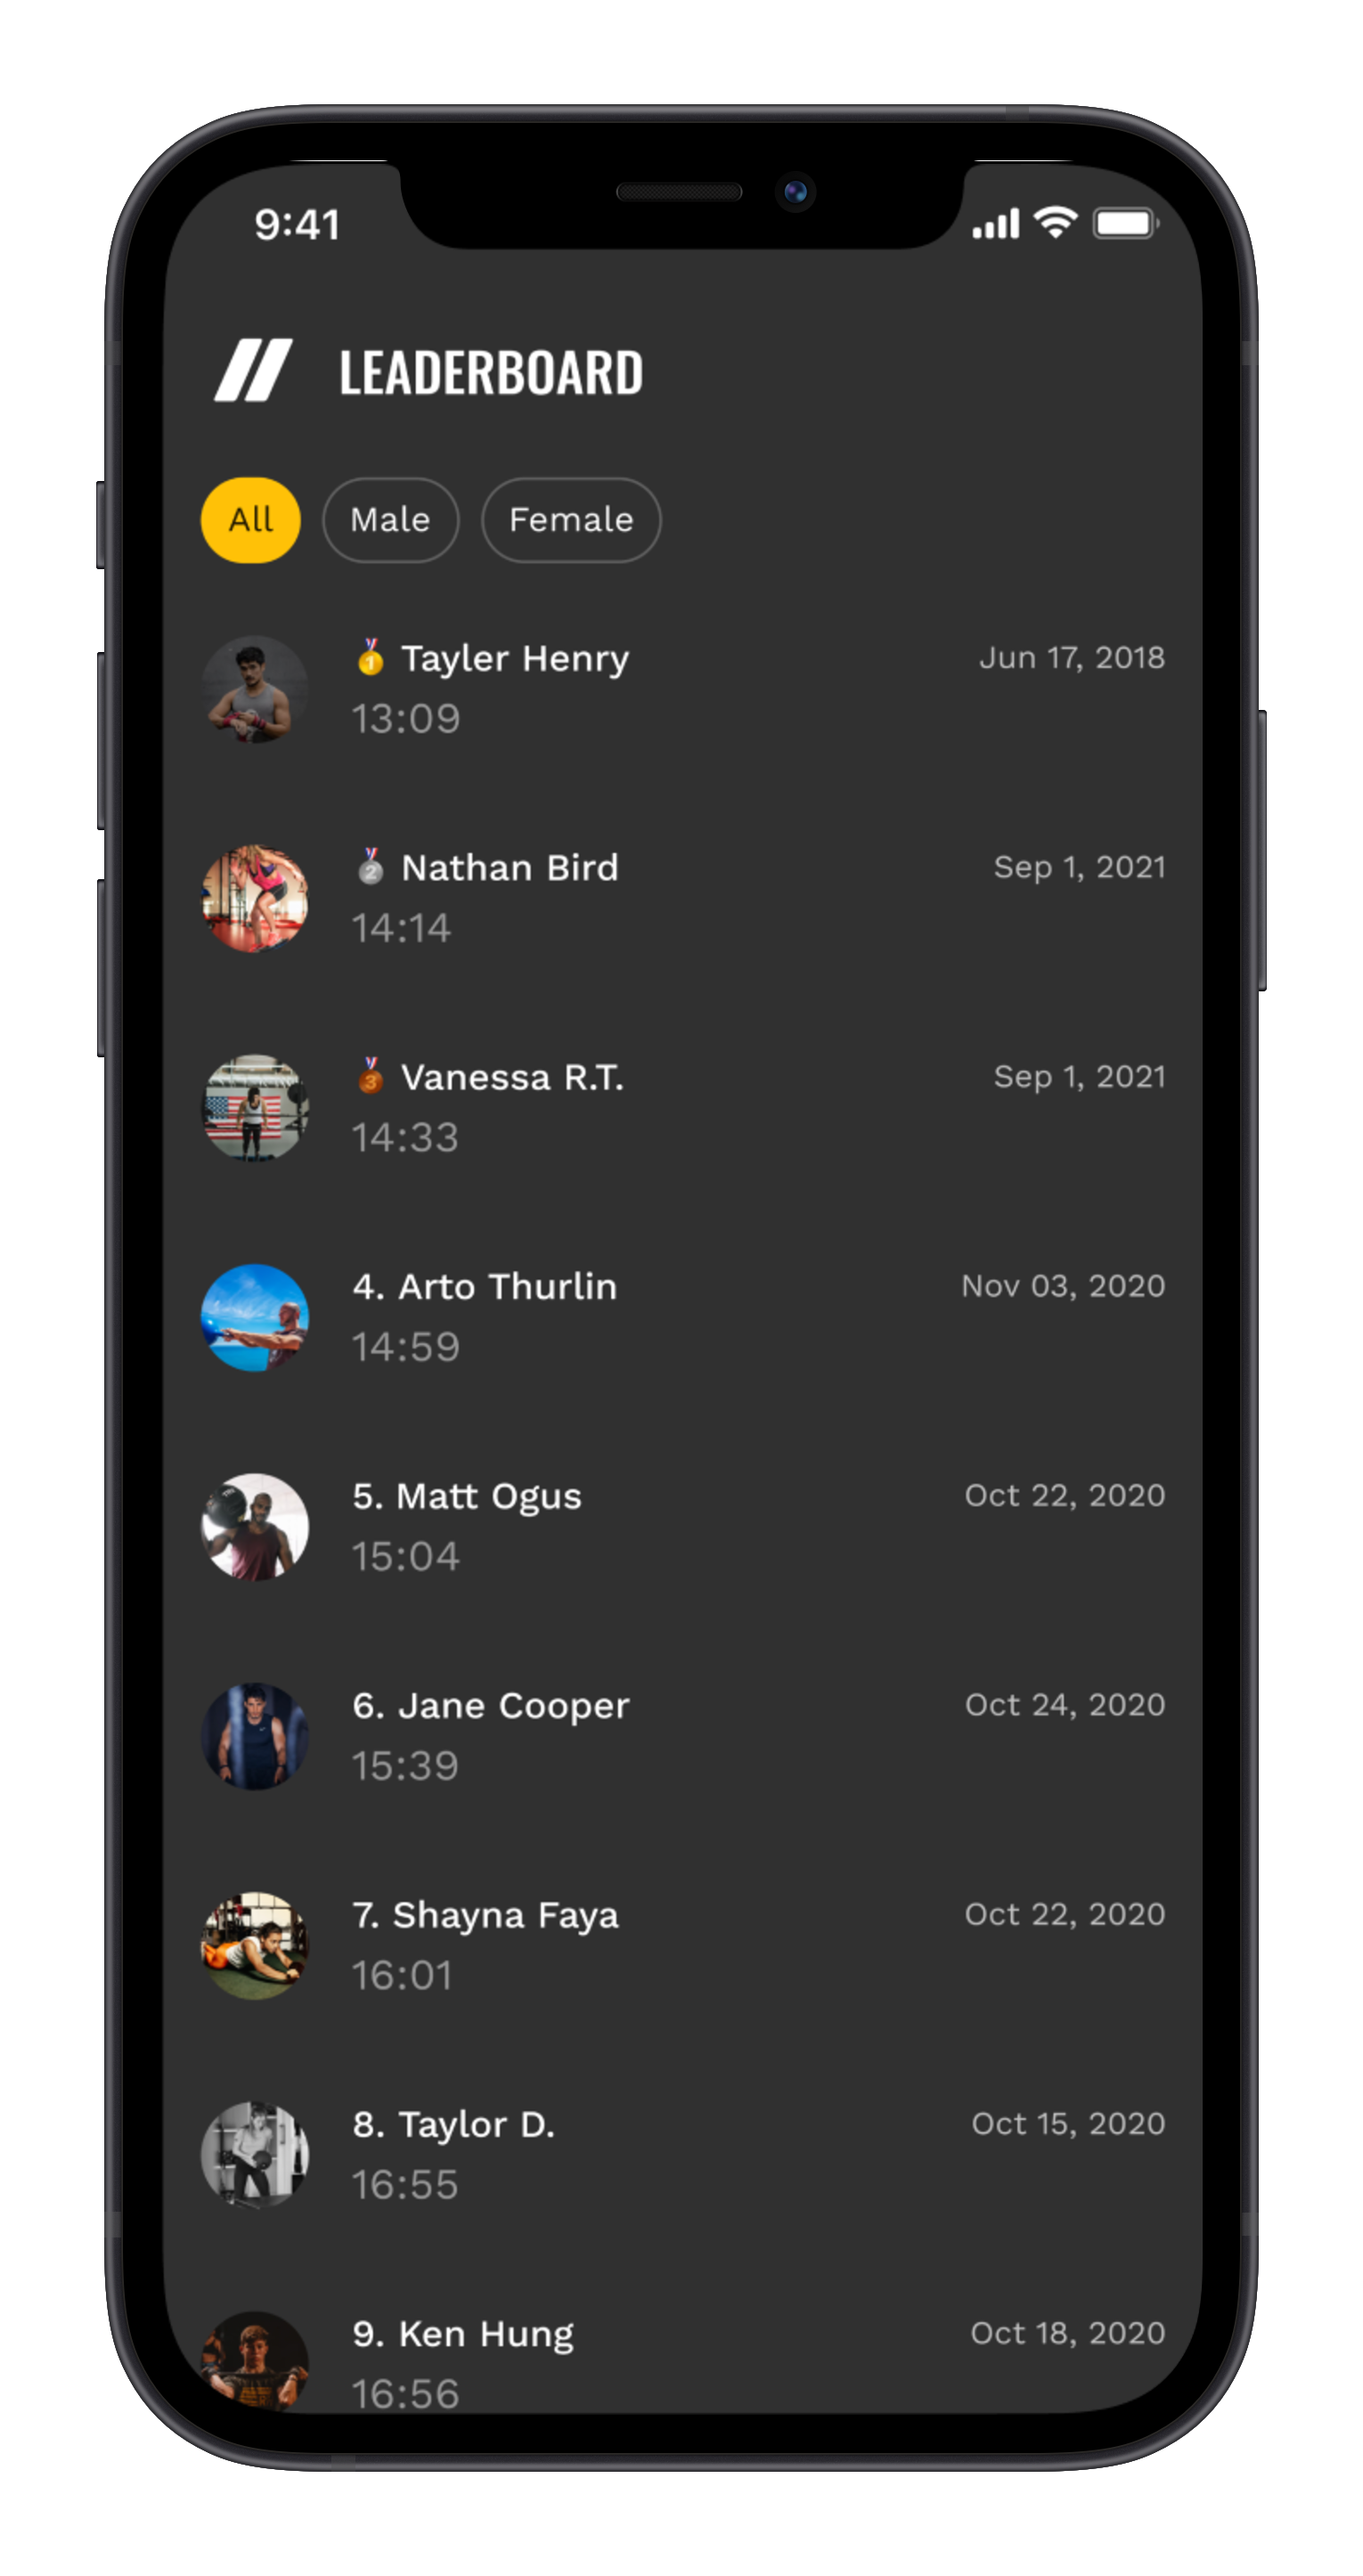 9:41
LEADERBOARD
All Male Female
🥇 Tayler Henry Jun 17, 2018
13:09
🥈 Nathan Bird Sep 1, 2021
14:14
🥉 Vanessa R.T. Sep 1, 2021
14:33
4. Arto Thurlin Nov 03, 2020
14:59
5. Matt Ogus Oct 22, 2020
15:04
6. Jane Cooper Oct 24, 2020
15:39
7. Shayna Faya Oct 22, 2020
16:01
8. Taylor D. Oct 15, 2020
16:55
9. Ken Hung Oct 18, 2020
16:56